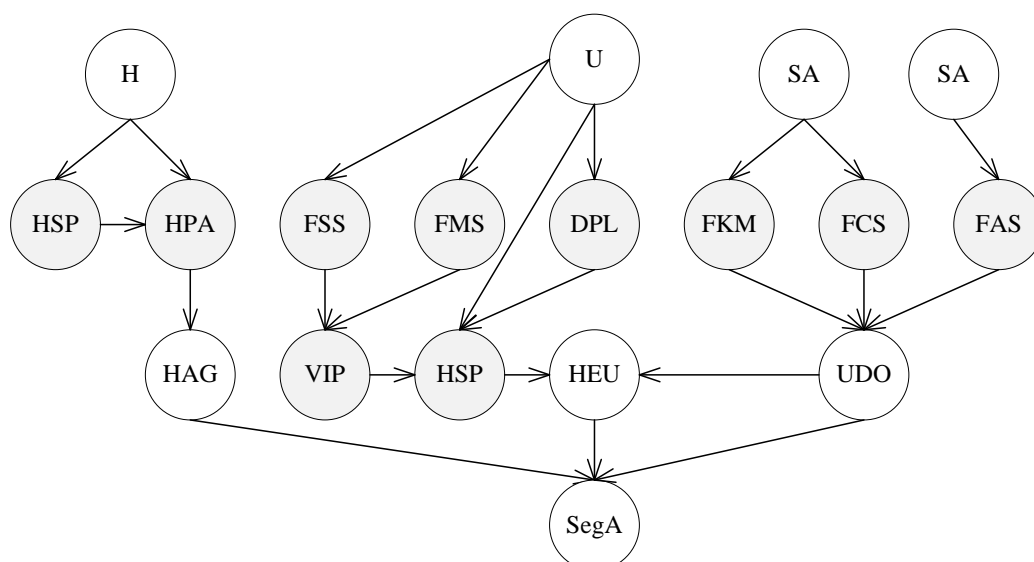 H U SA SA
HSP HPA FSS FMS DPL FKM FCS FAS
HAG VIP HSP HEU UDO
SegA